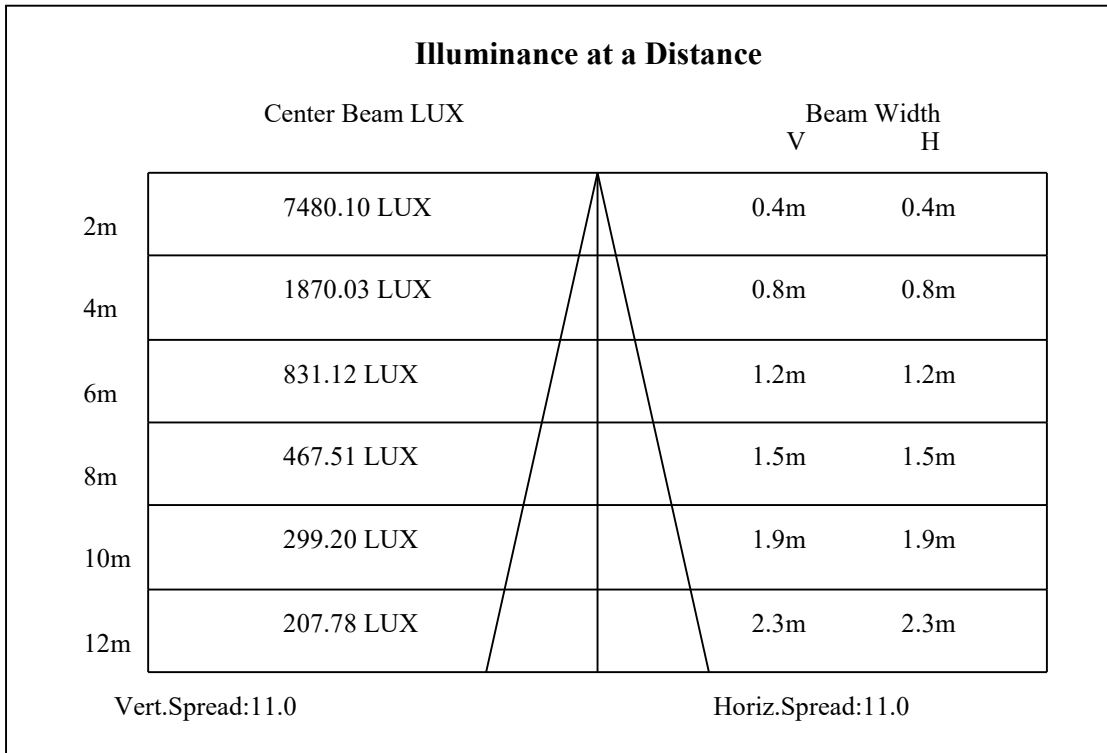 Illuminance at a Distance
Center Beam LUX Beam Width
V H
2m 7480.10 LUX 0.4m 0.4m
4m 1870.03 LUX 0.8m 0.8m
6m 831.12 LUX 1.2m 1.2m
8m 467.51 LUX 1.5m 1.5m
10m 299.20 LUX 1.9m 1.9m
12m 207.78 LUX 2.3m 2.3m
Vert.Spread:11.0 Horiz.Spread:11.0